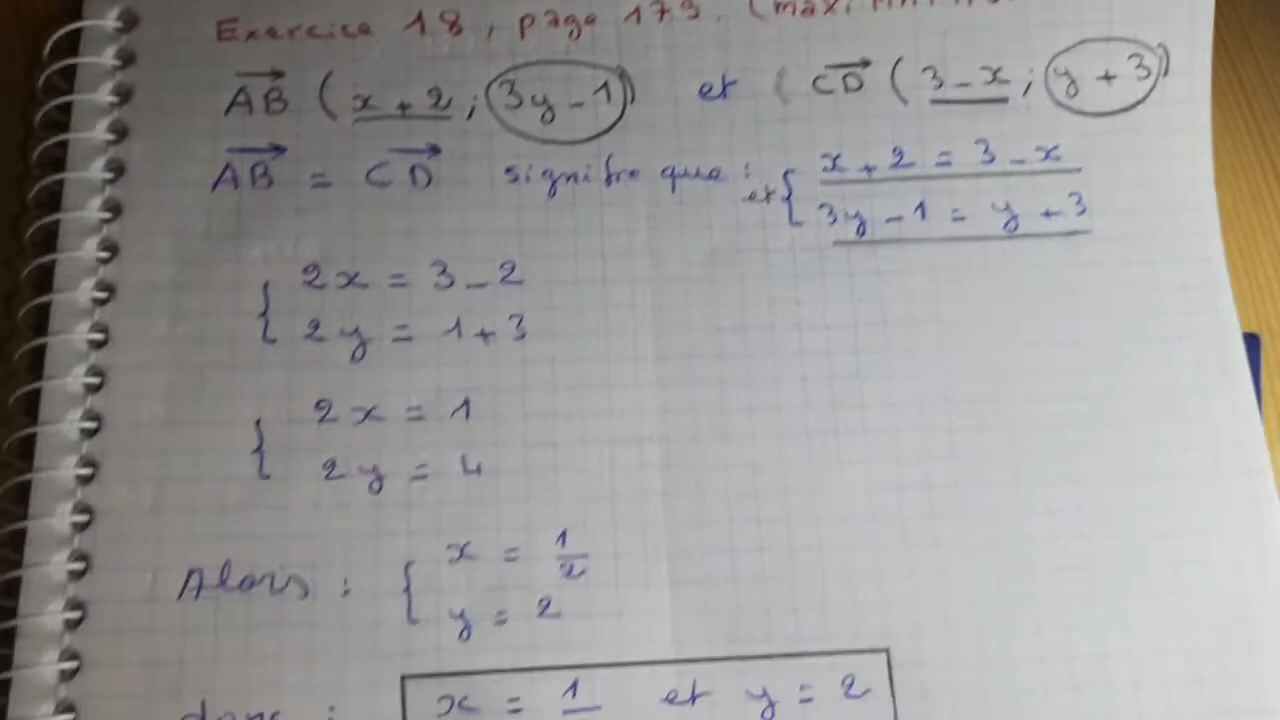 Exercice 18, page 173. (maxi
AB (x+2 ; 3y-1) et (CD (3-x ; y+3)
AB = CD signifie que : et { x+2 = 3-x
3y-1 = y+3
{ 2x = 3-2
2y = 1+3
{ 2x = 1
2y = 4
Alors : { x = 1/2
y = 2
donc : x = 1 et y = 2